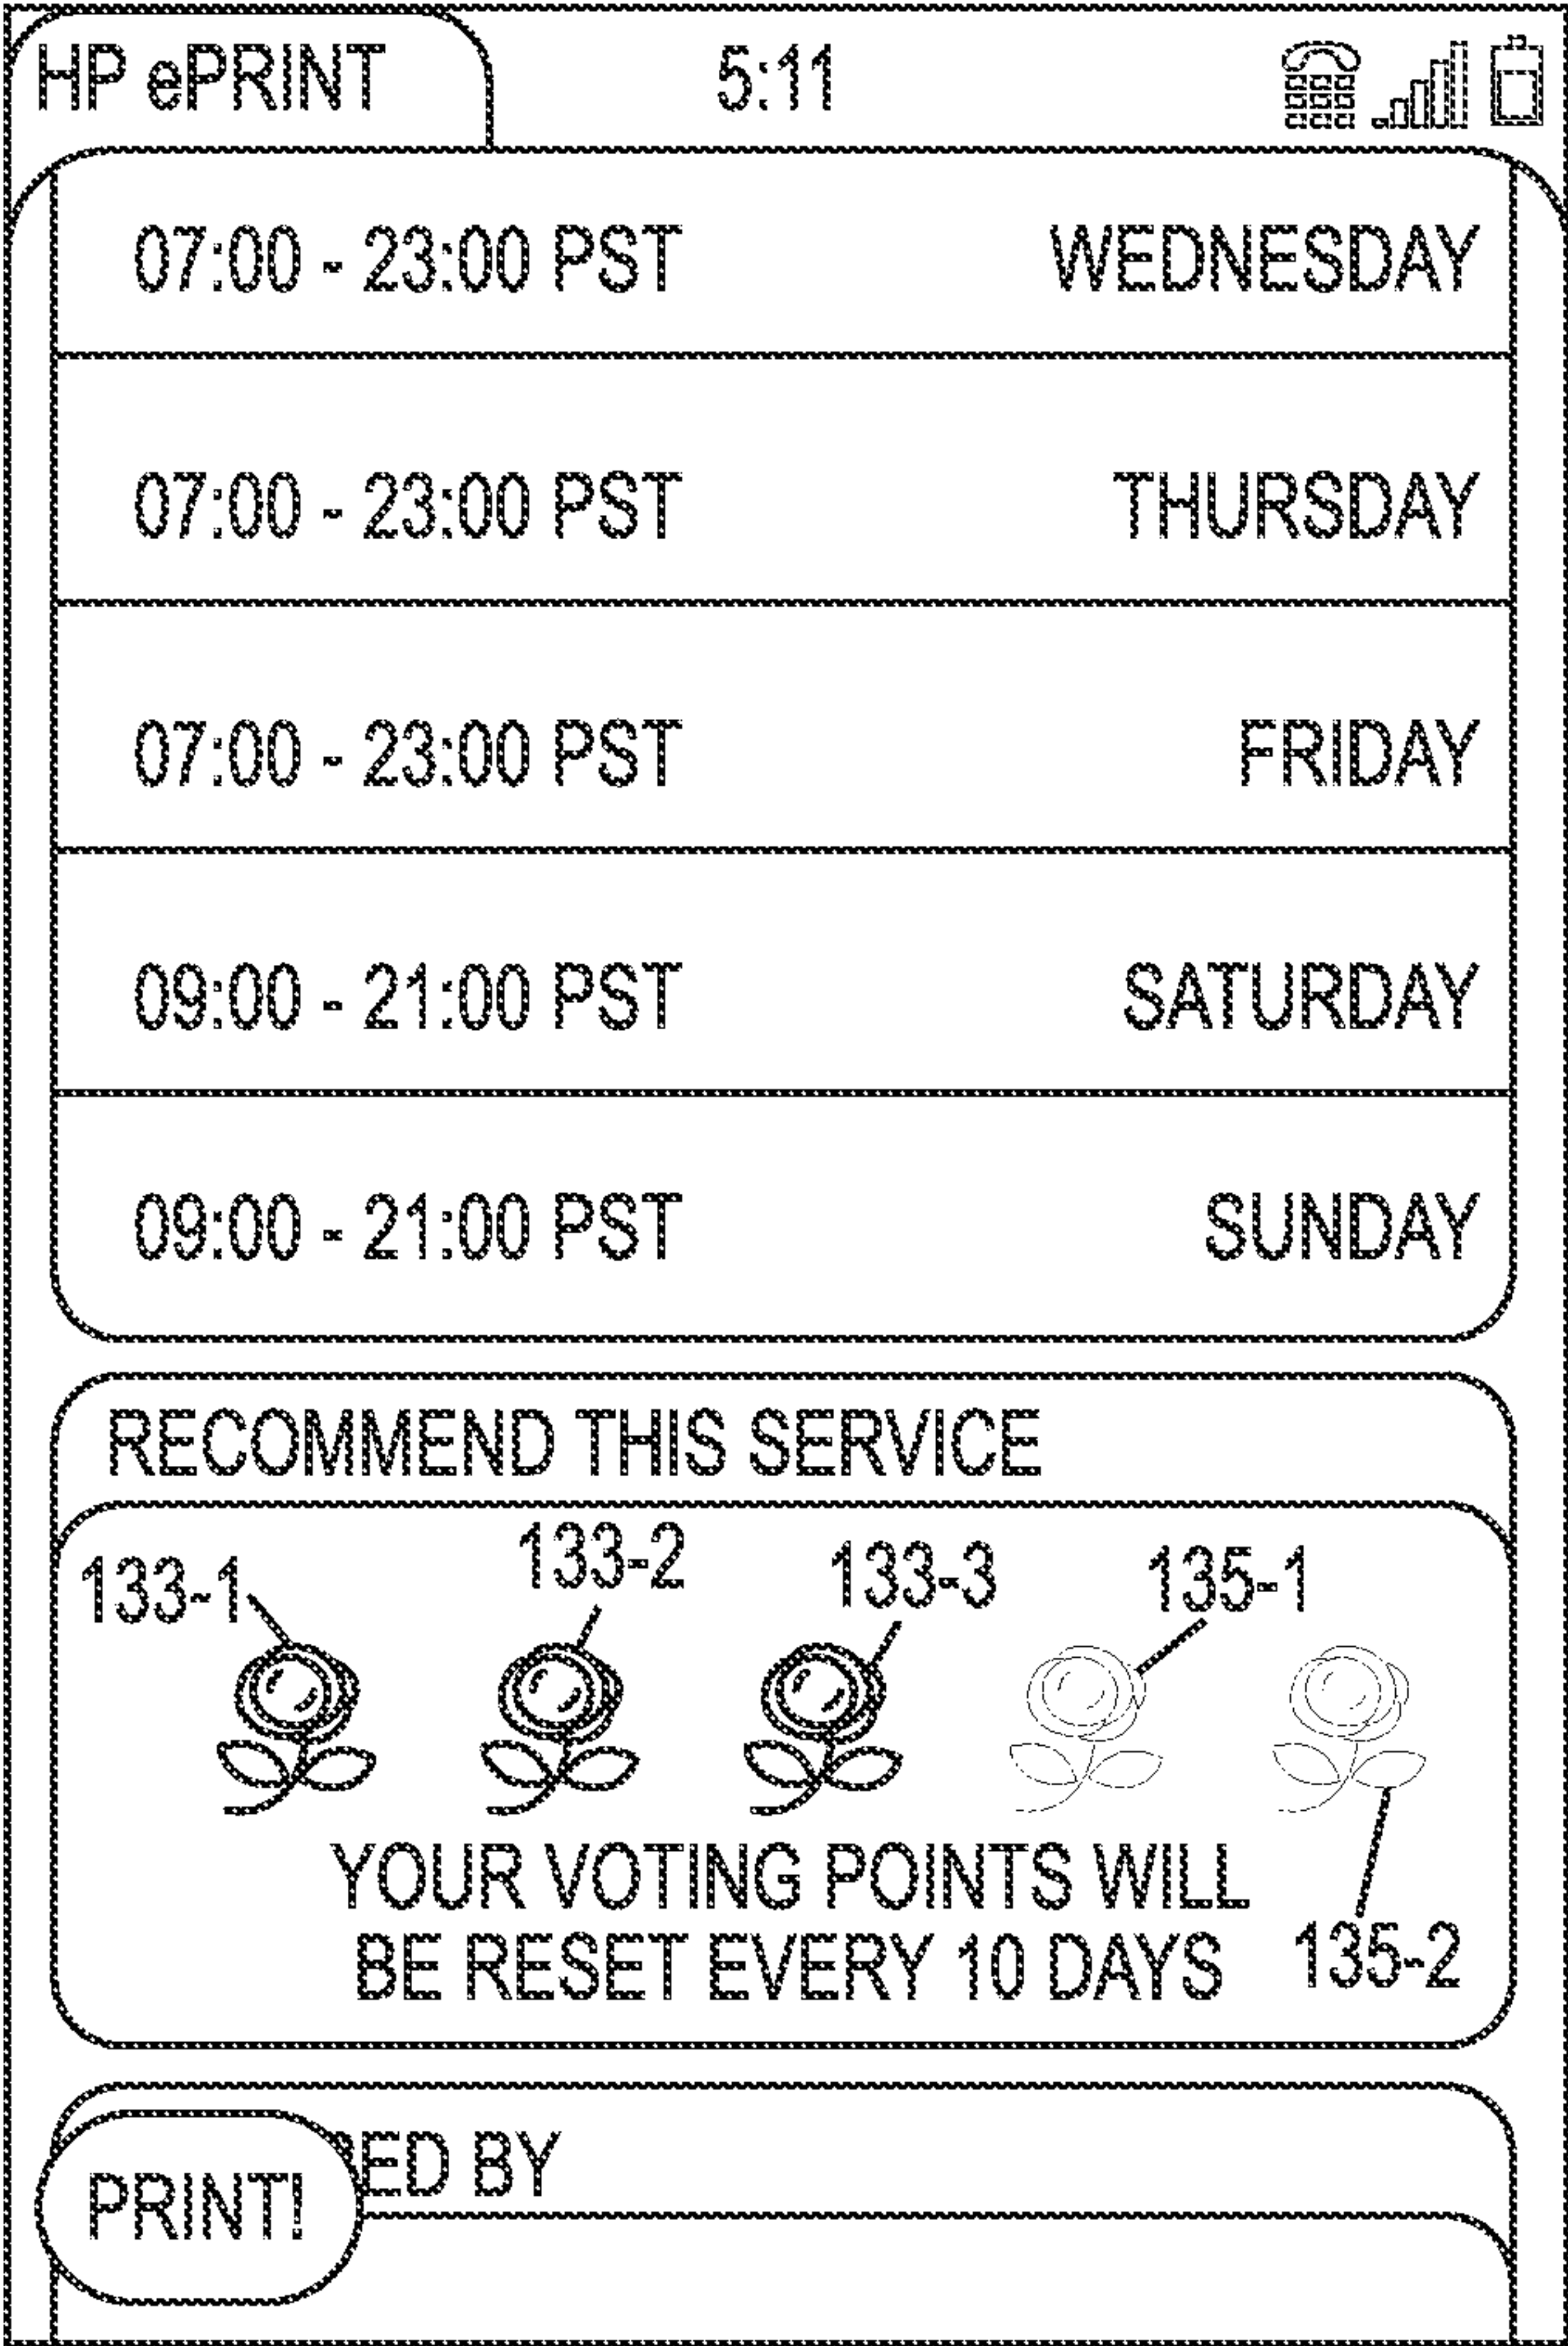 HP ePRINT 5:11
07:00 - 23:00 PST WEDNESDAY
07:00 - 23:00 PST THURSDAY
07:00 - 23:00 PST FRIDAY
09:00 - 21:00 PST SATURDAY
09:00 - 21:00 PST SUNDAY
RECOMMEND THIS SERVICE
133-1 133-2 133-3 135-1
YOUR VOTING POINTS WILL
BE RESET EVERY 10 DAYS 135-2
BY
PRINT!